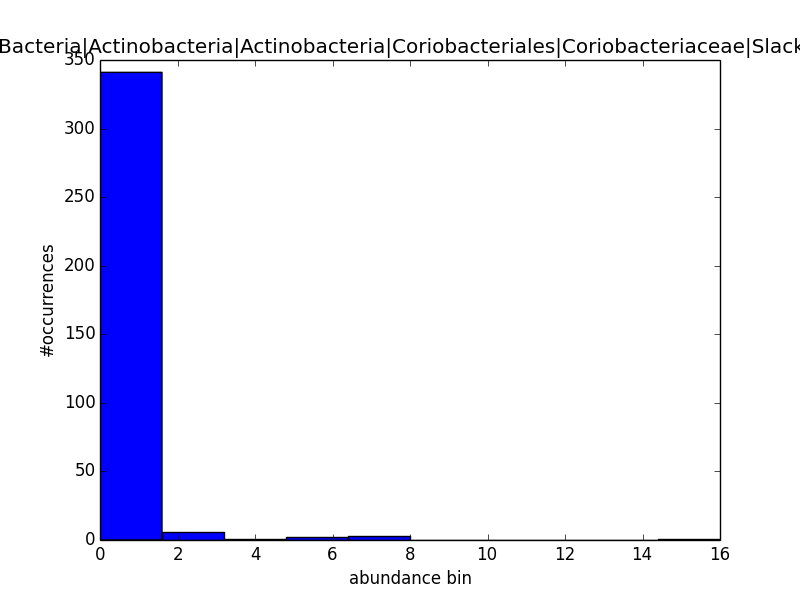 Bacteria|Actinobacteria|Actinobacteria|Coriobacteriales|Coriobacteriaceae|Slack
350
300
250
200
150
100
50
0
#occurrences
0 2 4 6 8 10 12 14 16
abundance bin